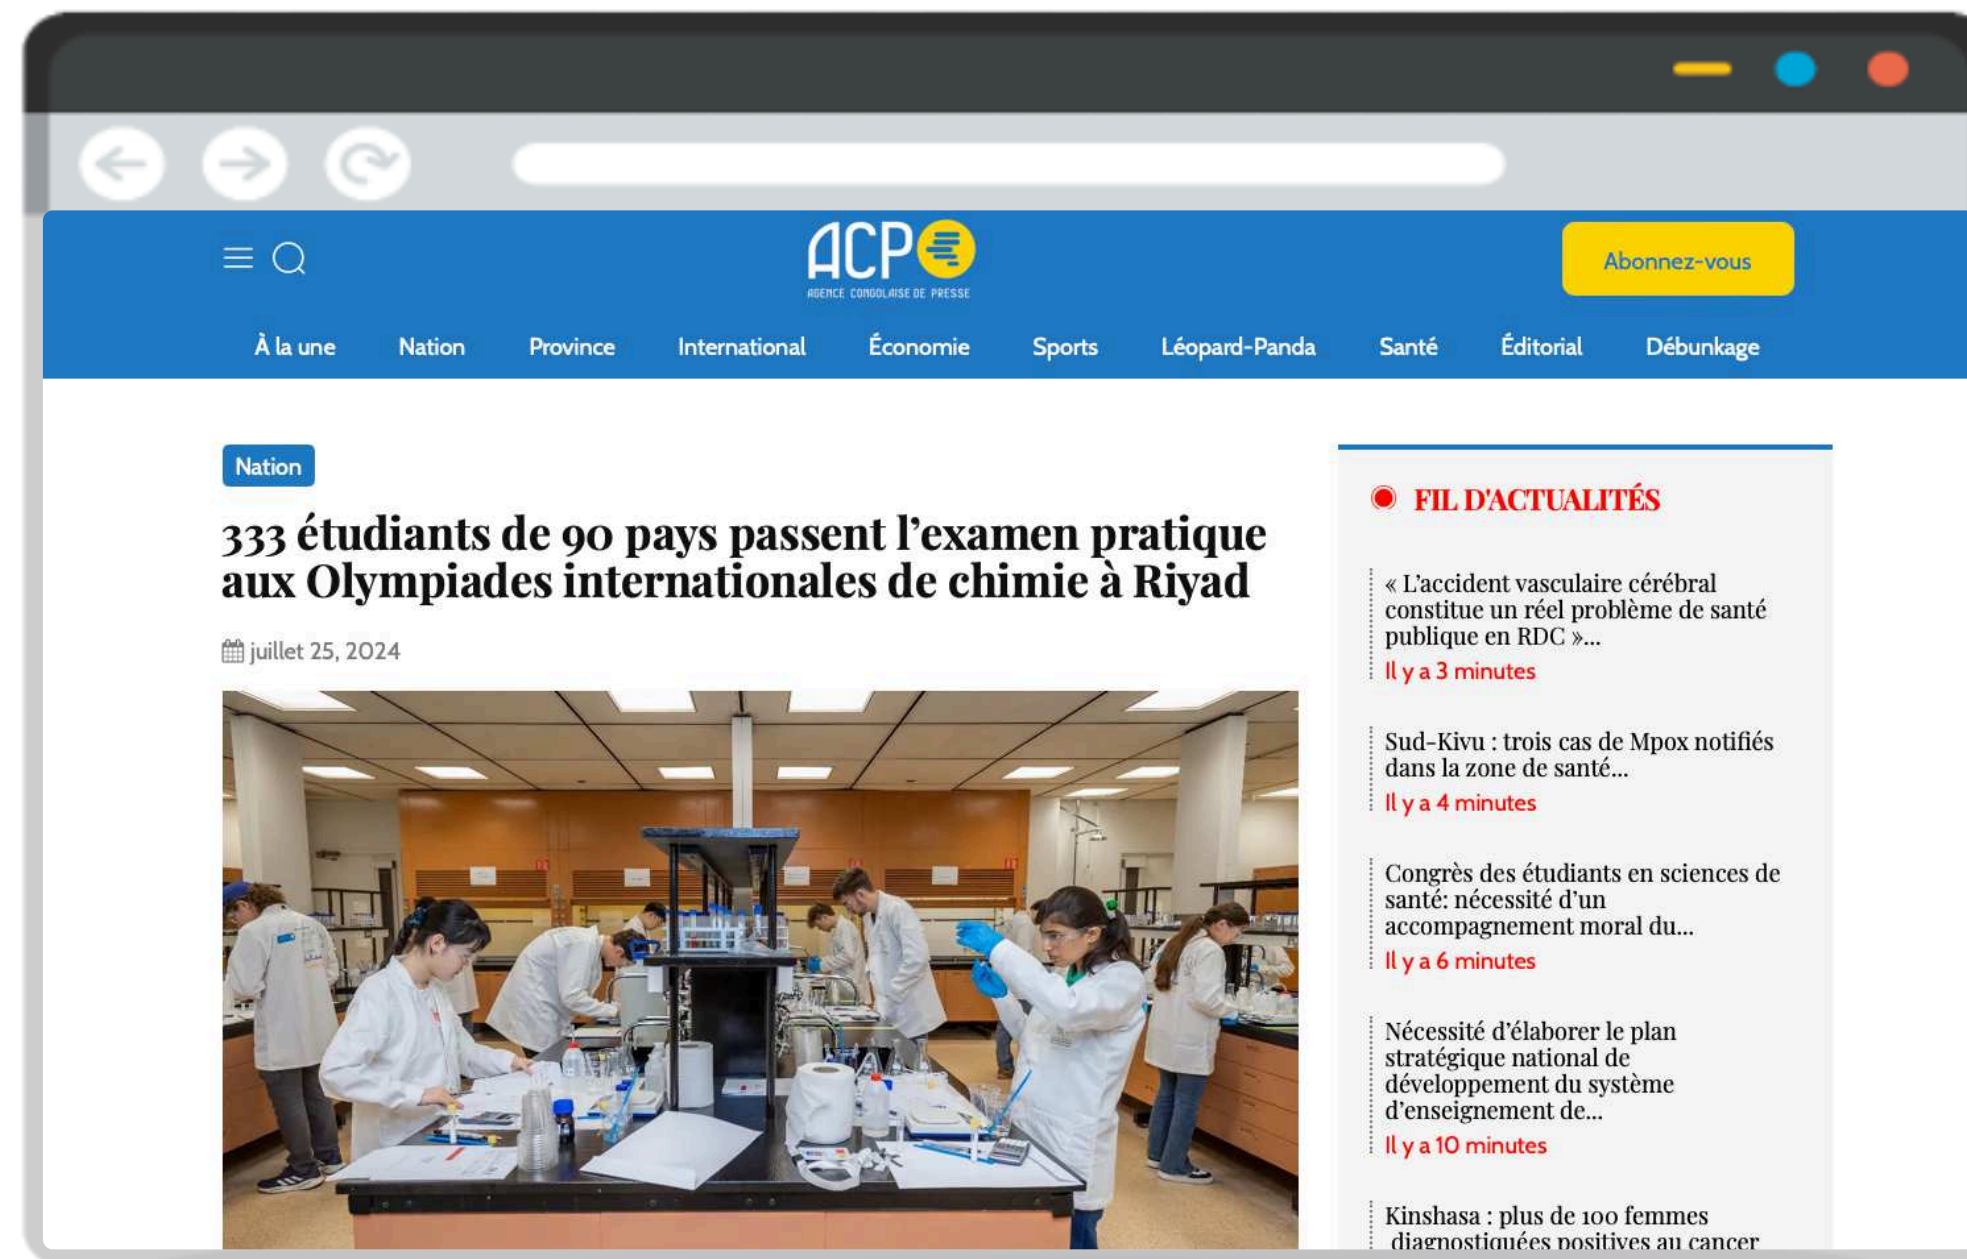 ACP
AGENCE CONGOLAISE DE PRESSE
Abonnez-vous
À la une
Nation
Province
International
Économie
Sports
Léopard-Panda
Santé
Éditorial
Débunkage
Nation
333 étudiants de 90 pays passent l’examen pratique
aux Olympiades internationales de chimie à Riyad
juillet 25, 2024
FIL D'ACTUALITÉS
« L’accident vasculaire cérébral
constitue un réel problème de santé
publique en RDC »...
Il y a 3 minutes
Sud-Kivu : trois cas de Mpox notifiés
dans la zone de santé...
Il y a 4 minutes
Congrès des étudiants en sciences de
santé: nécessité d’un
accompagnement moral du...
Il y a 6 minutes
Nécessité d’élaborer le plan
stratégique national de
développement du système
d’enseignement de...
Il y a 10 minutes
Kinshasa : plus de 100 femmes
diagnostiquées positives au cancer